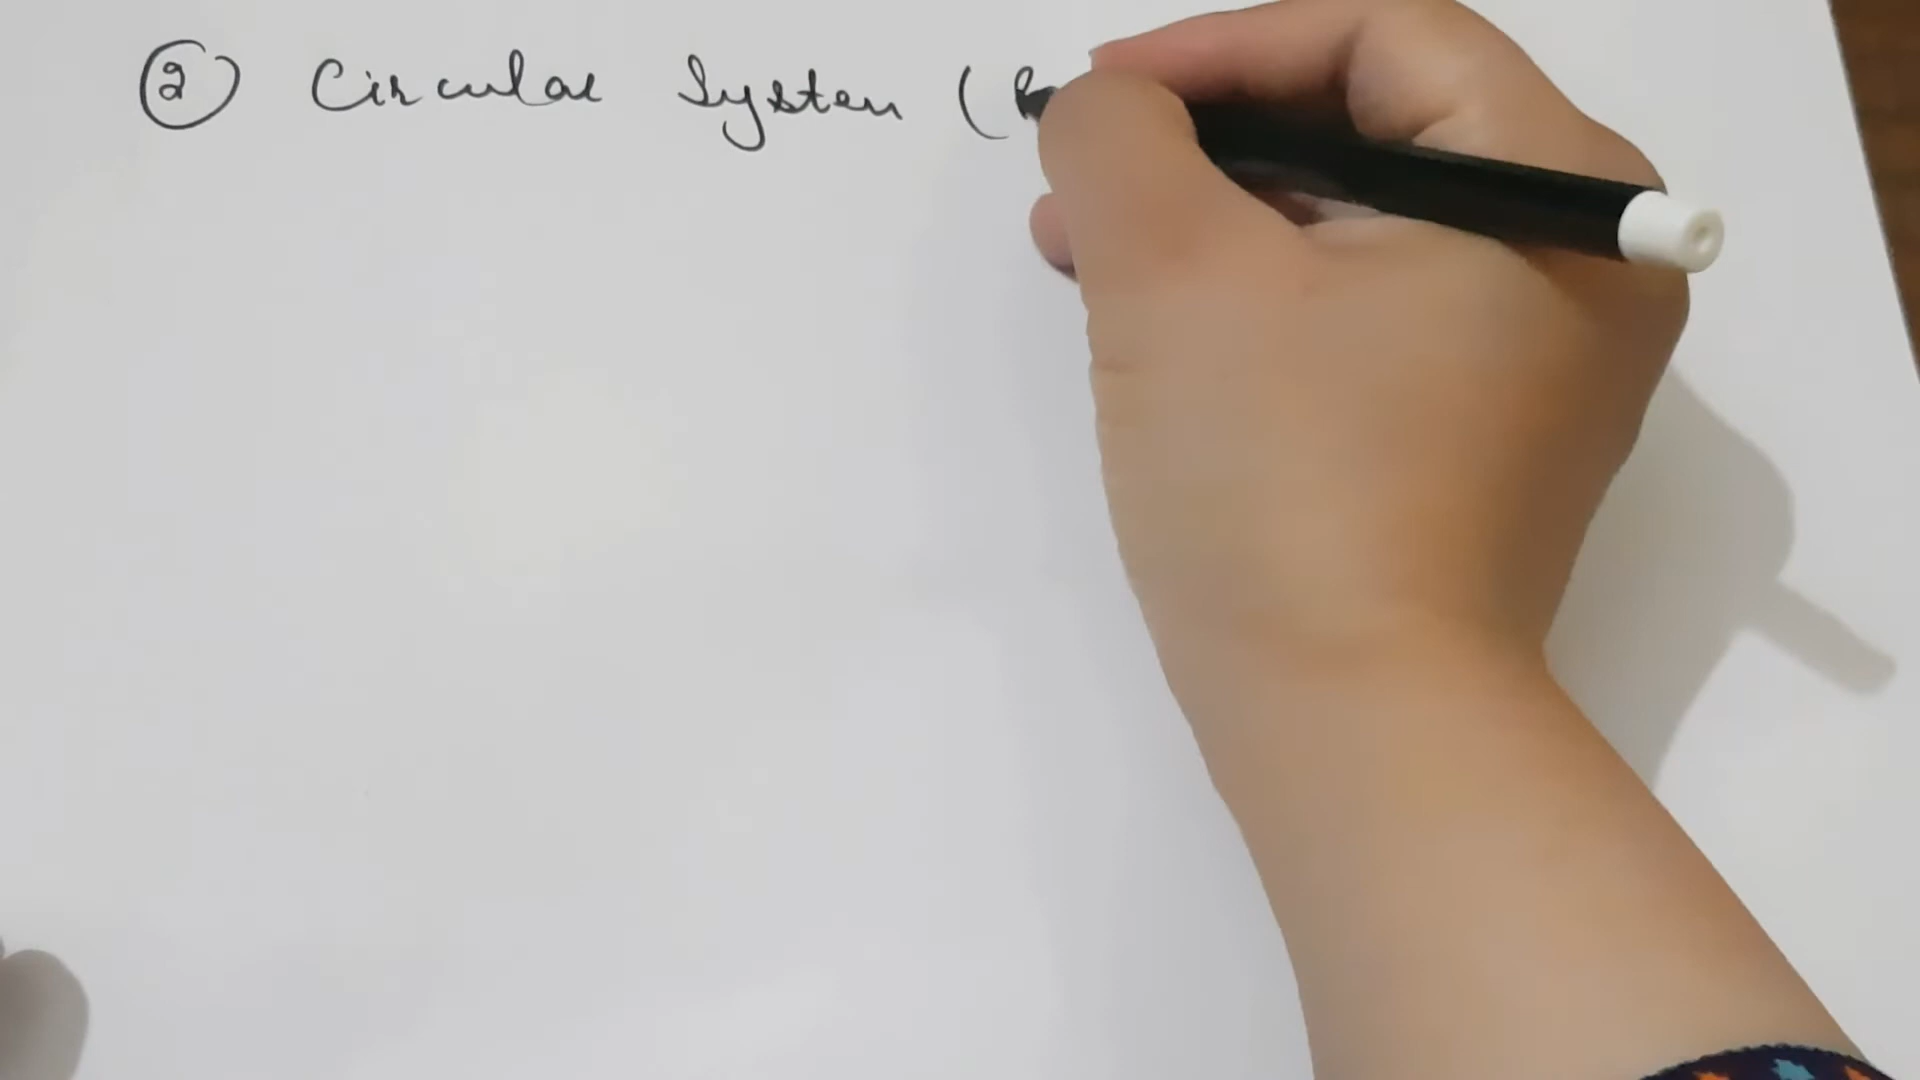 ② Circular System (R